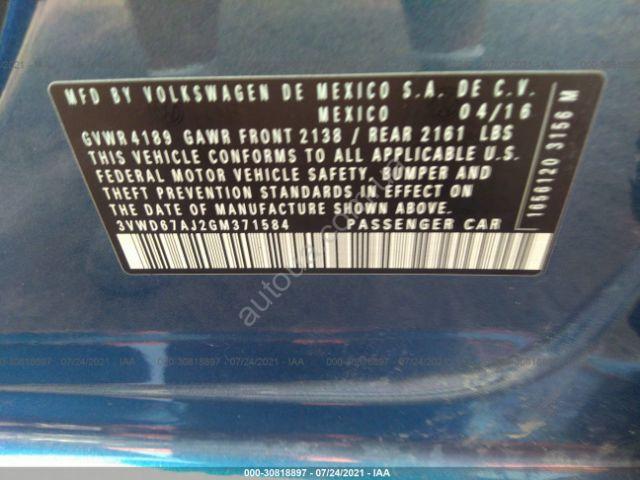 MFD BY VOLKSWAGEN DE MEXICO S.A. DE C.V.
MEXICO 04/16
GVWR 4189 GAWR FRONT 2138 / REAR 2161 LBS
THIS VEHICLE CONFORMS TO ALL APPLICABLE U.S.
FEDERAL MOTOR VEHICLE SAFETY, BUMPER AND
THEFT PREVENTION STANDARDS IN EFFECT ON THE
DATE OF MANUFACTURE SHOWN ABOVE.
3VWD67AJ2GM371584 PASSENGER CAR
1656120 3156 M
000-30818897 - 07/24/2021 - IAA